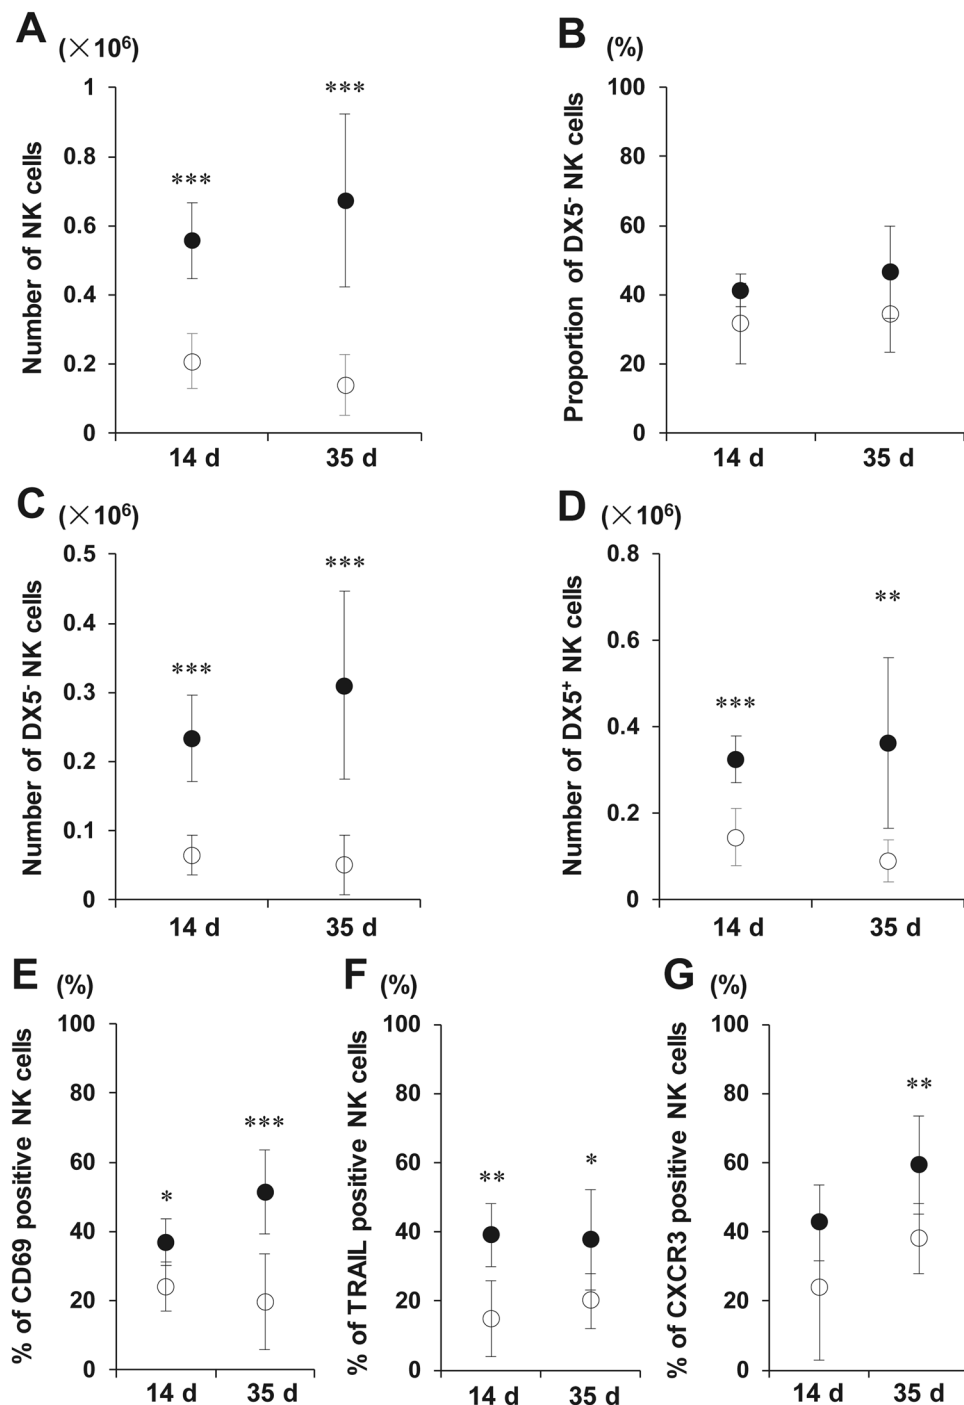 A
(×10⁶)
Number of NK cells
1
0.8
0.6
0.4
0.2
0
***
***
14 d
35 d
B
(%)
Proportion of DX5⁻ NK cells
100
80
60
40
20
0
14 d
35 d
C
(×10⁶)
Number of DX5⁻ NK cells
0.5
0.4
0.3
0.2
0.1
0
***
***
14 d
35 d
D
(×10⁶)
Number of DX5⁺ NK cells
0.8
0.6
0.4
0.2
0
***
**
14 d
35 d
E
(%)
% of CD69 positive NK cells
100
80
60
40
20
0
*
***
14 d
35 d
F
(%)
% of TRAIL positive NK cells
100
80
60
40
20
0
**
*
14 d
35 d
G
(%)
% of CXCR3 positive NK cells
100
80
60
40
20
0
**
14 d
35 d